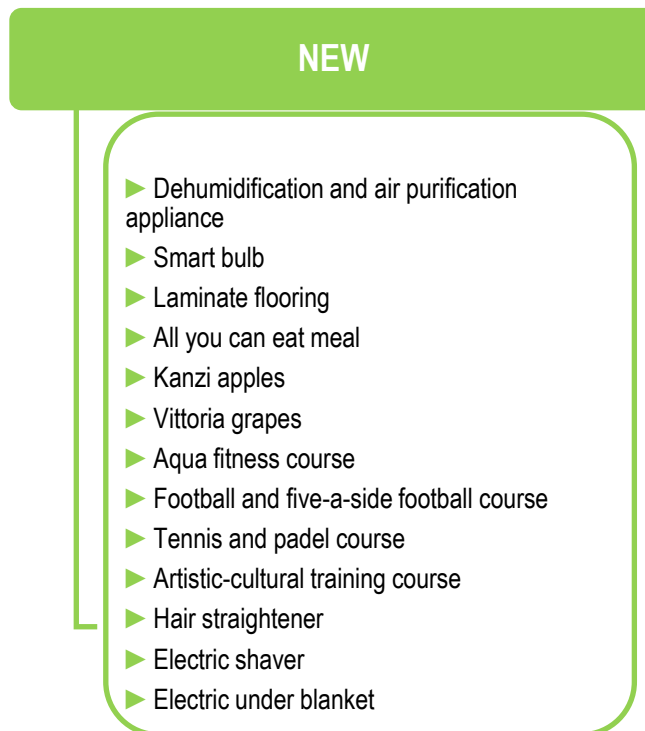 NEW
► Dehumidification and air purification
appliance
► Smart bulb
► Laminate flooring
► All you can eat meal
► Kanzi apples
► Vittoria grapes
► Aqua fitness course
► Football and five-a-side football course
► Tennis and padel course
► Artistic-cultural training course
► Hair straightener
► Electric shaver
► Electric under blanket